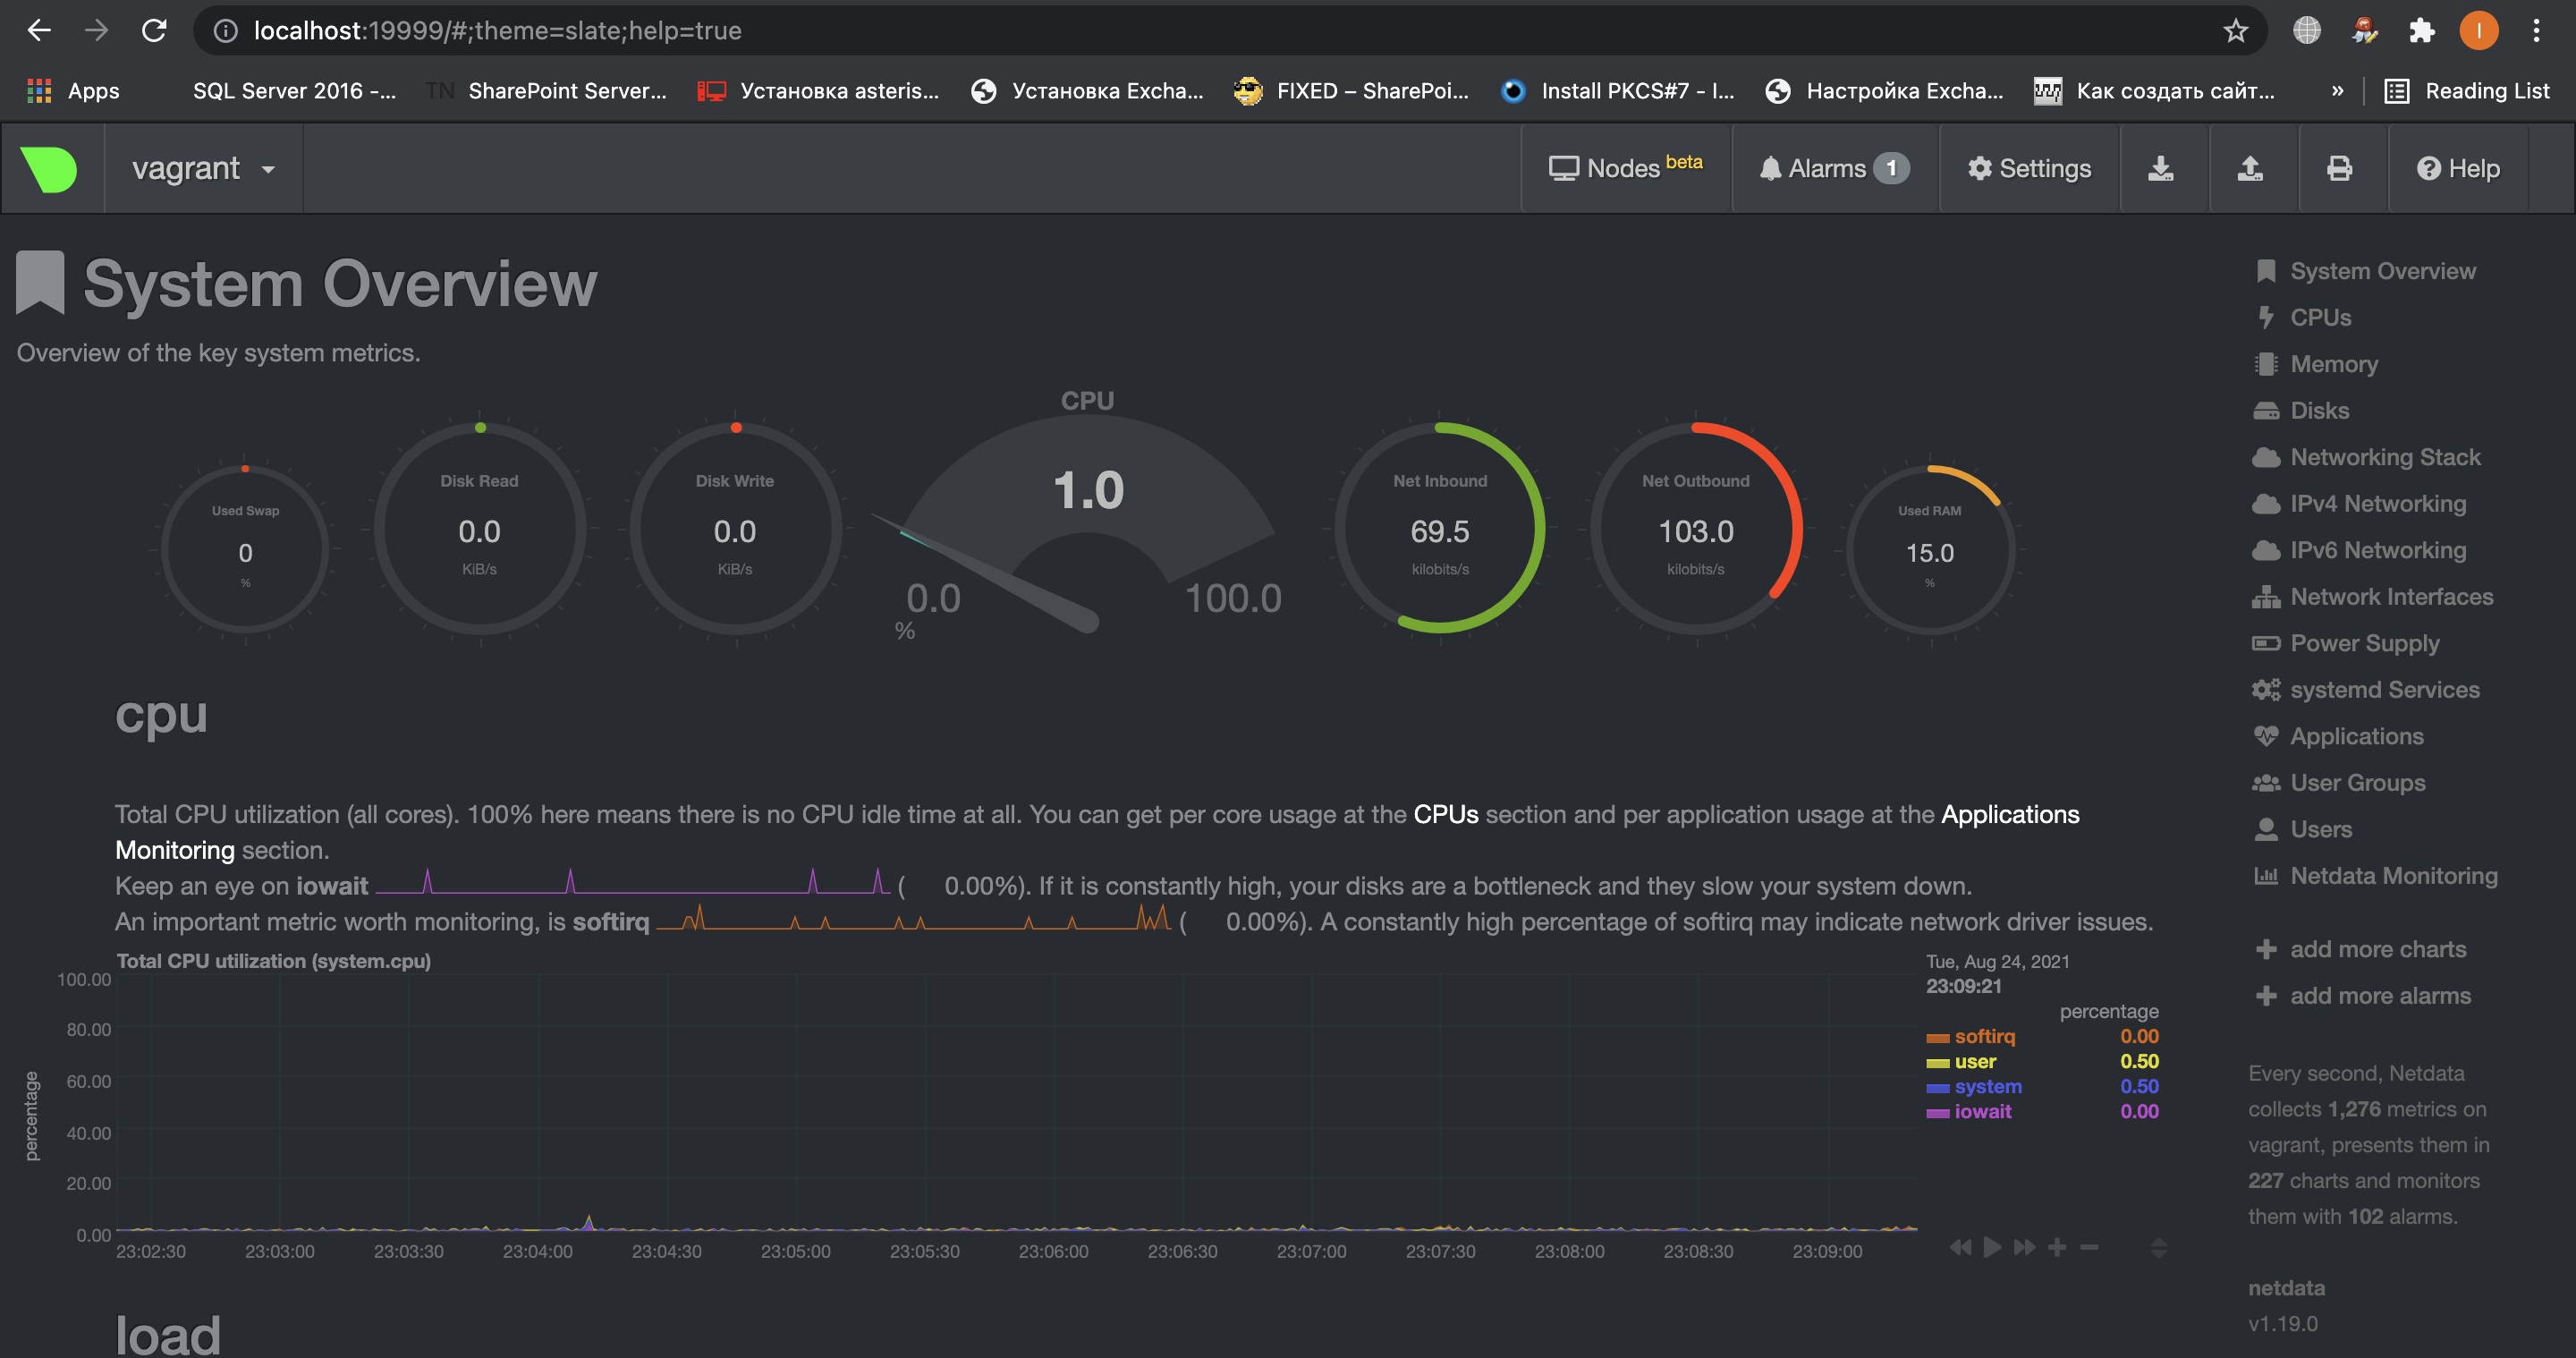 localhost:19999/#;theme=slate;help=true
Apps SQL Server 2016 -... TN SharePoint Server... Установка asteris... Установка Excha... FIXED – SharePoi... Install PKCS#7 - I... Настройка Excha... Как создать сайт... » Reading List
vagrant Nodes beta Alarms 1 Settings Help
System Overview
Overview of the key system metrics.
Used Swap
0
%
Disk Read
0.0
KiB/s
Disk Write
0.0
KiB/s
CPU
1.0
0.0 100.0
%
Net Inbound
69.5
kilobits/s
Net Outbound
103.0
kilobits/s
Used RAM
15.0
%
cpu
Total CPU utilization (all cores). 100% here means there is no CPU idle time at all. You can get per core usage at the CPUs section and per application usage at the Applications
Monitoring section.
Keep an eye on iowait ( 0.00%). If it is constantly high, your disks are a bottleneck and they slow your system down.
An important metric worth monitoring, is softirq ( 0.00%). A constantly high percentage of softirq may indicate network driver issues.
Total CPU utilization (system.cpu)
percentage
100.00
80.00
60.00
40.00
20.00
0.00
23:02:30 23:03:00 23:03:30 23:04:00 23:04:30 23:05:00 23:05:30 23:06:00 23:06:30 23:07:00 23:07:30 23:08:00 23:08:30 23:09:00
Tue, Aug 24, 2021
23:09:21
percentage
softirq 0.00
user 0.50
system 0.50
iowait 0.00
load
System Overview
CPUs
Memory
Disks
Networking Stack
IPv4 Networking
IPv6 Networking
Network Interfaces
Power Supply
systemd Services
Applications
User Groups
Users
Netdata Monitoring
add more charts
add more alarms
Every second, Netdata
collects 1,276 metrics on
vagrant, presents them in
227 charts and monitors
them with 102 alarms.
netdata
v1.19.0